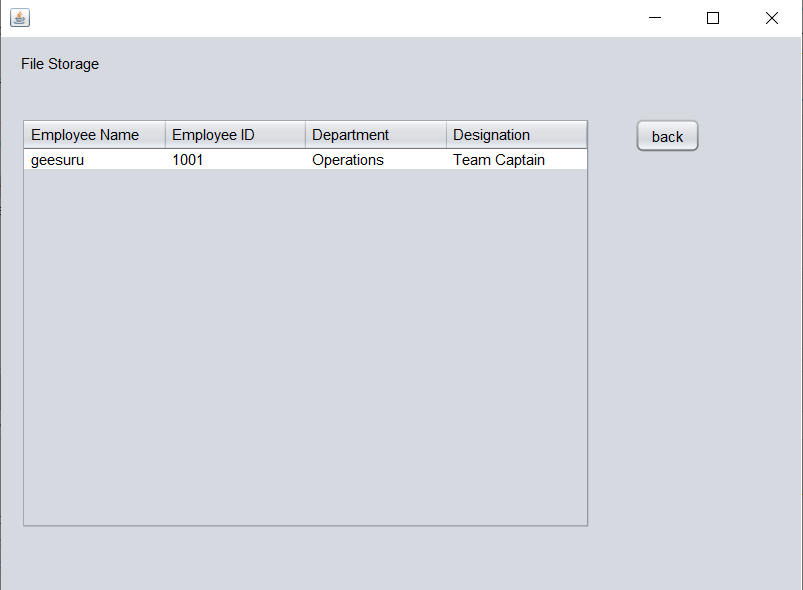 File Storage
Employee Name Employee ID Department Designation back
geesuru 1001 Operations Team Captain